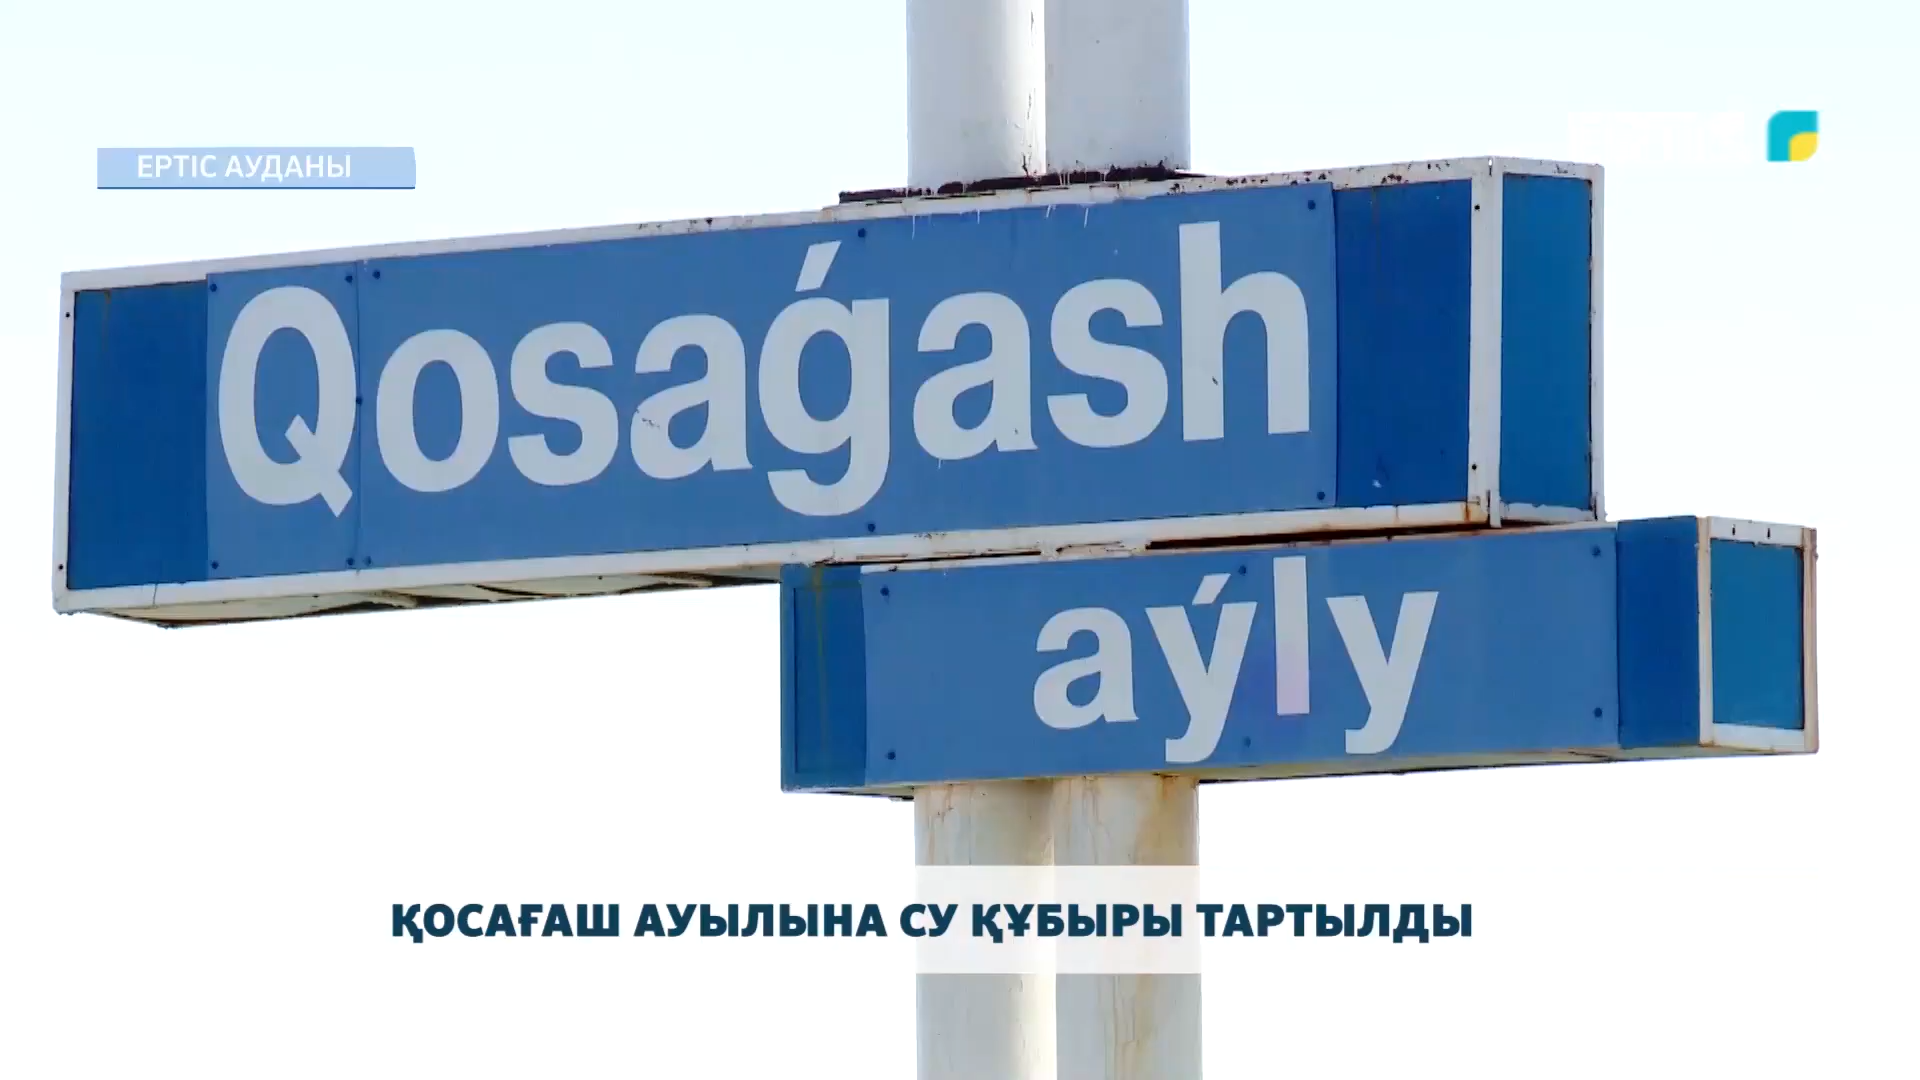 ЕРТІС АУДАНЫ
Qosaǵash
aýly
ҚОСАҒАШ АУЫЛЫНА СУ ҚҰБЫРЫ ТАРТЫЛДЫ